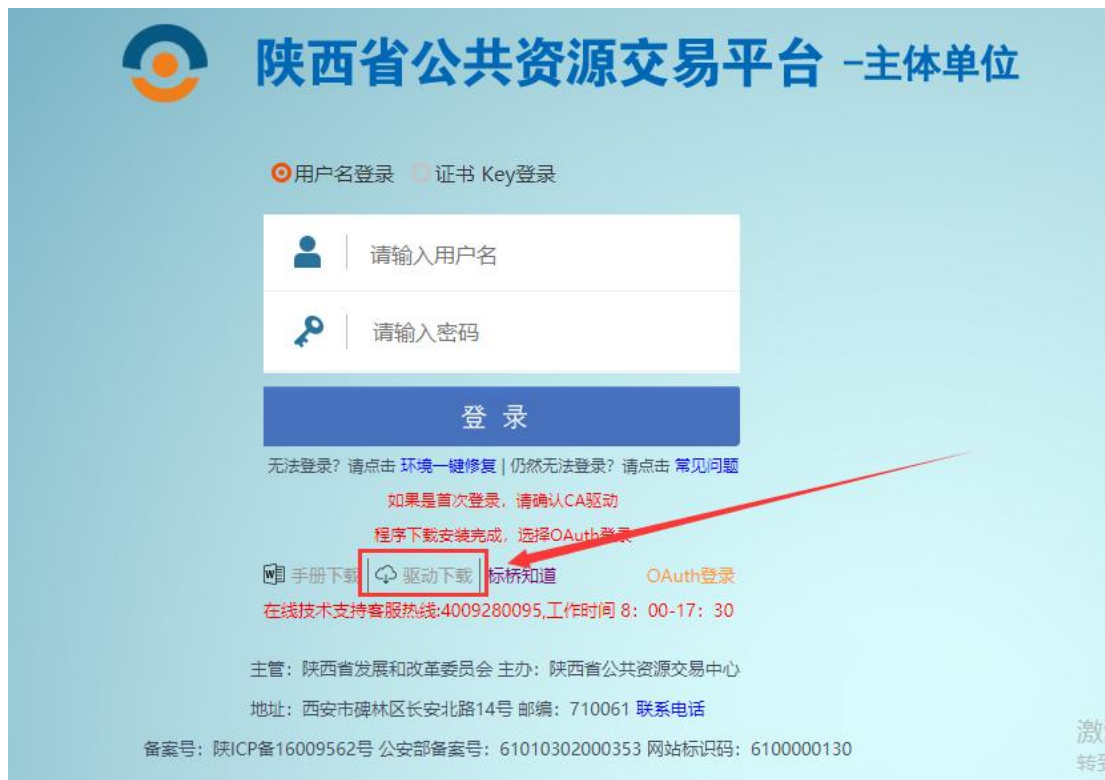 陕西省公共资源交易平台 -主体单位
用户名登录 证书 Key登录
请输入用户名
请输入密码
登 录
无法登录？请点击 环境一键修复 | 仍然无法登录？请点击 常见问题
如果是首次登录，请确认CA驱动
程序下载安装完成，选择OAuth登录
手册下载 驱动下载 标桥知道 OAuth登录
在线技术支持客服热线:4009280095,工作时间 8：00-17：30
主管：陕西省发展和改革委员会 主办：陕西省公共资源交易中心
地址：西安市碑林区长安北路14号 邮编：710061 联系电话
备案号：陕ICP备16009562号 公安部备案号：61010302000353 网站标识码：6100000130
激
转到